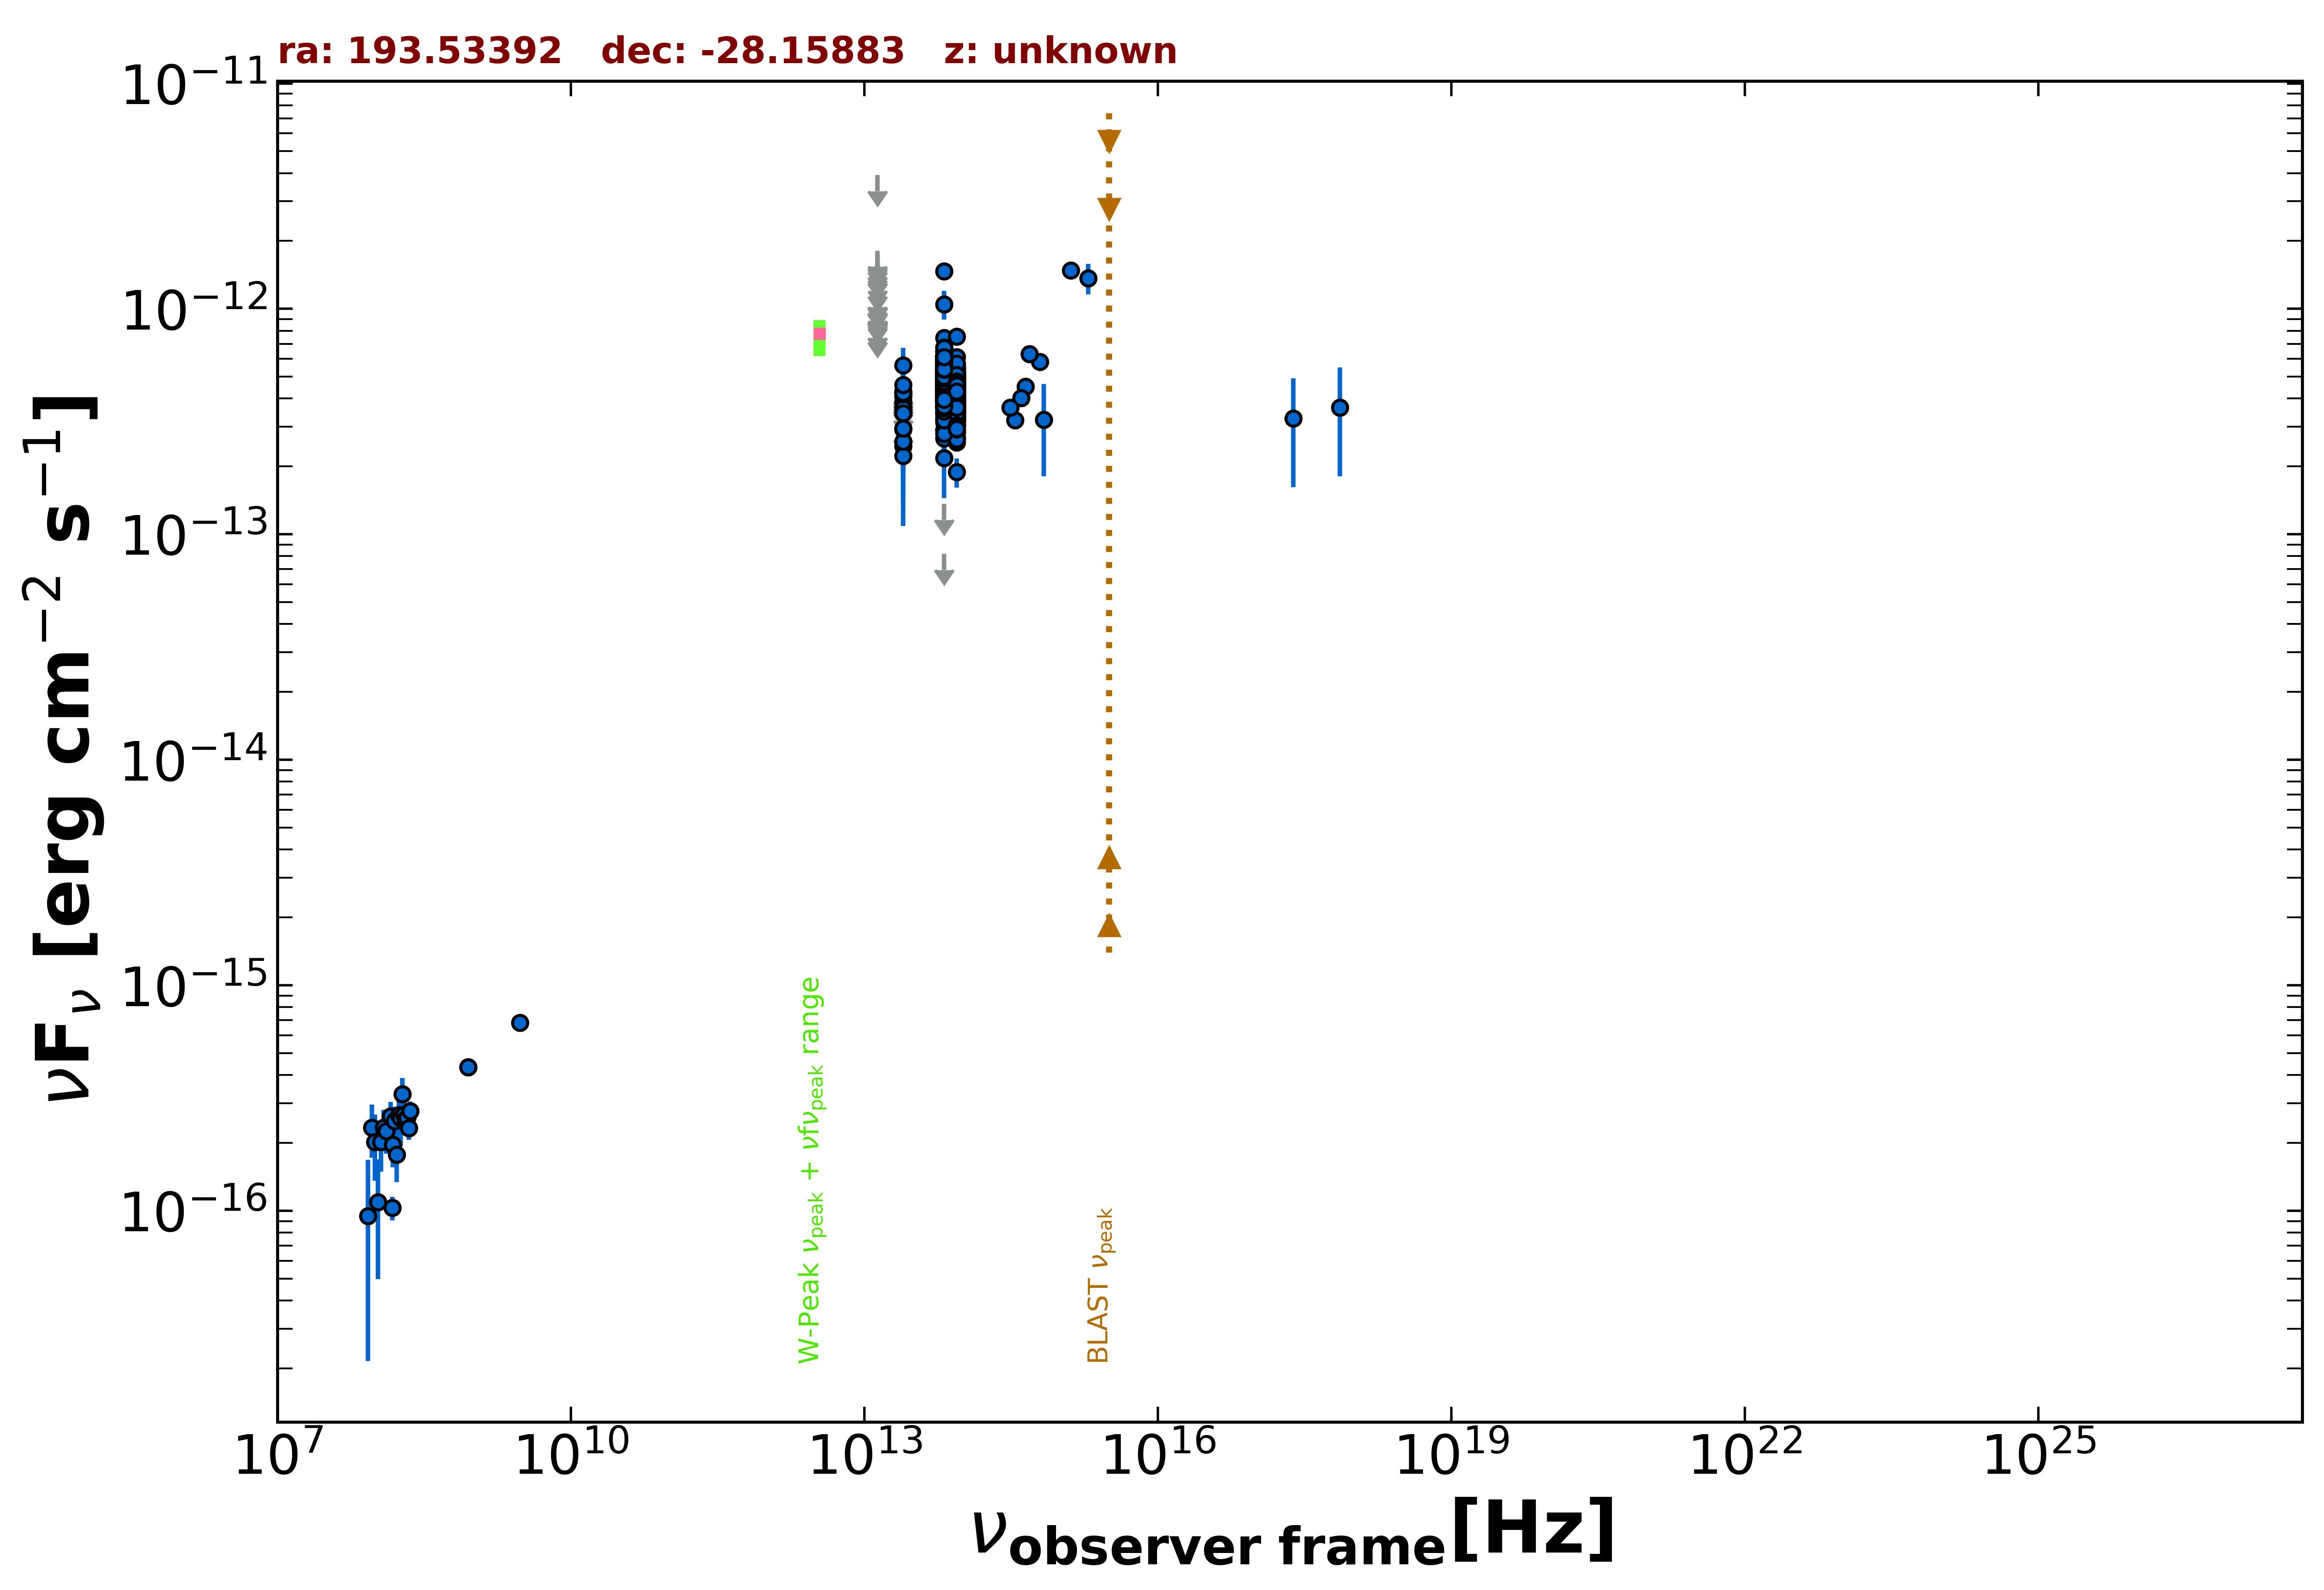 ra: 193.53392 dec: -28.15883 z: unknown
10⁻¹¹
10⁻¹²
10⁻¹³
10⁻¹⁴
10⁻¹⁵
10⁻¹⁶
νF_ν [erg cm⁻² s⁻¹]
W-Peak ν_peak + νfν_peak range
BLAST ν_peak
10⁷ 10¹⁰ 10¹³ 10¹⁶ 10¹⁹ 10²² 10²⁵
ν_observer frame [Hz]